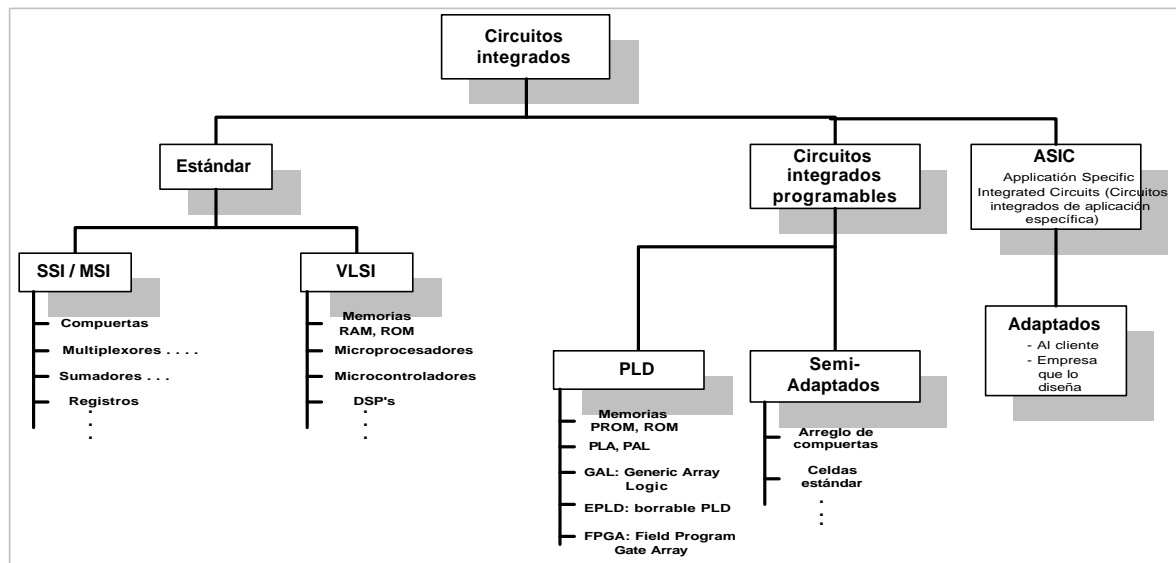 Circuitos
integrados
Estándar
Circuitos
integrados
programables
ASIC
Applicatión Specific
Integrated Circuits (Circuitos
integrados de aplicación
específica)
SSI / MSI
Compuertas
Multiplexores . . . .
Sumadores . . .
Registros
.
.
.
VLSI
Memorias
RAM, ROM
Microprocesadores
Microcontroladores
DSP's
.
.
.
PLD
Memorias
PROM, ROM
PLA, PAL
GAL: Generic Array
Logic
EPLD: borrable PLD
FPGA: Field Program
Gate Array
Semi-
Adaptados
Arreglo de
compuertas
Celdas
estándar
.
.
.
Adaptados
- Al cliente
- Empresa
que lo
diseña